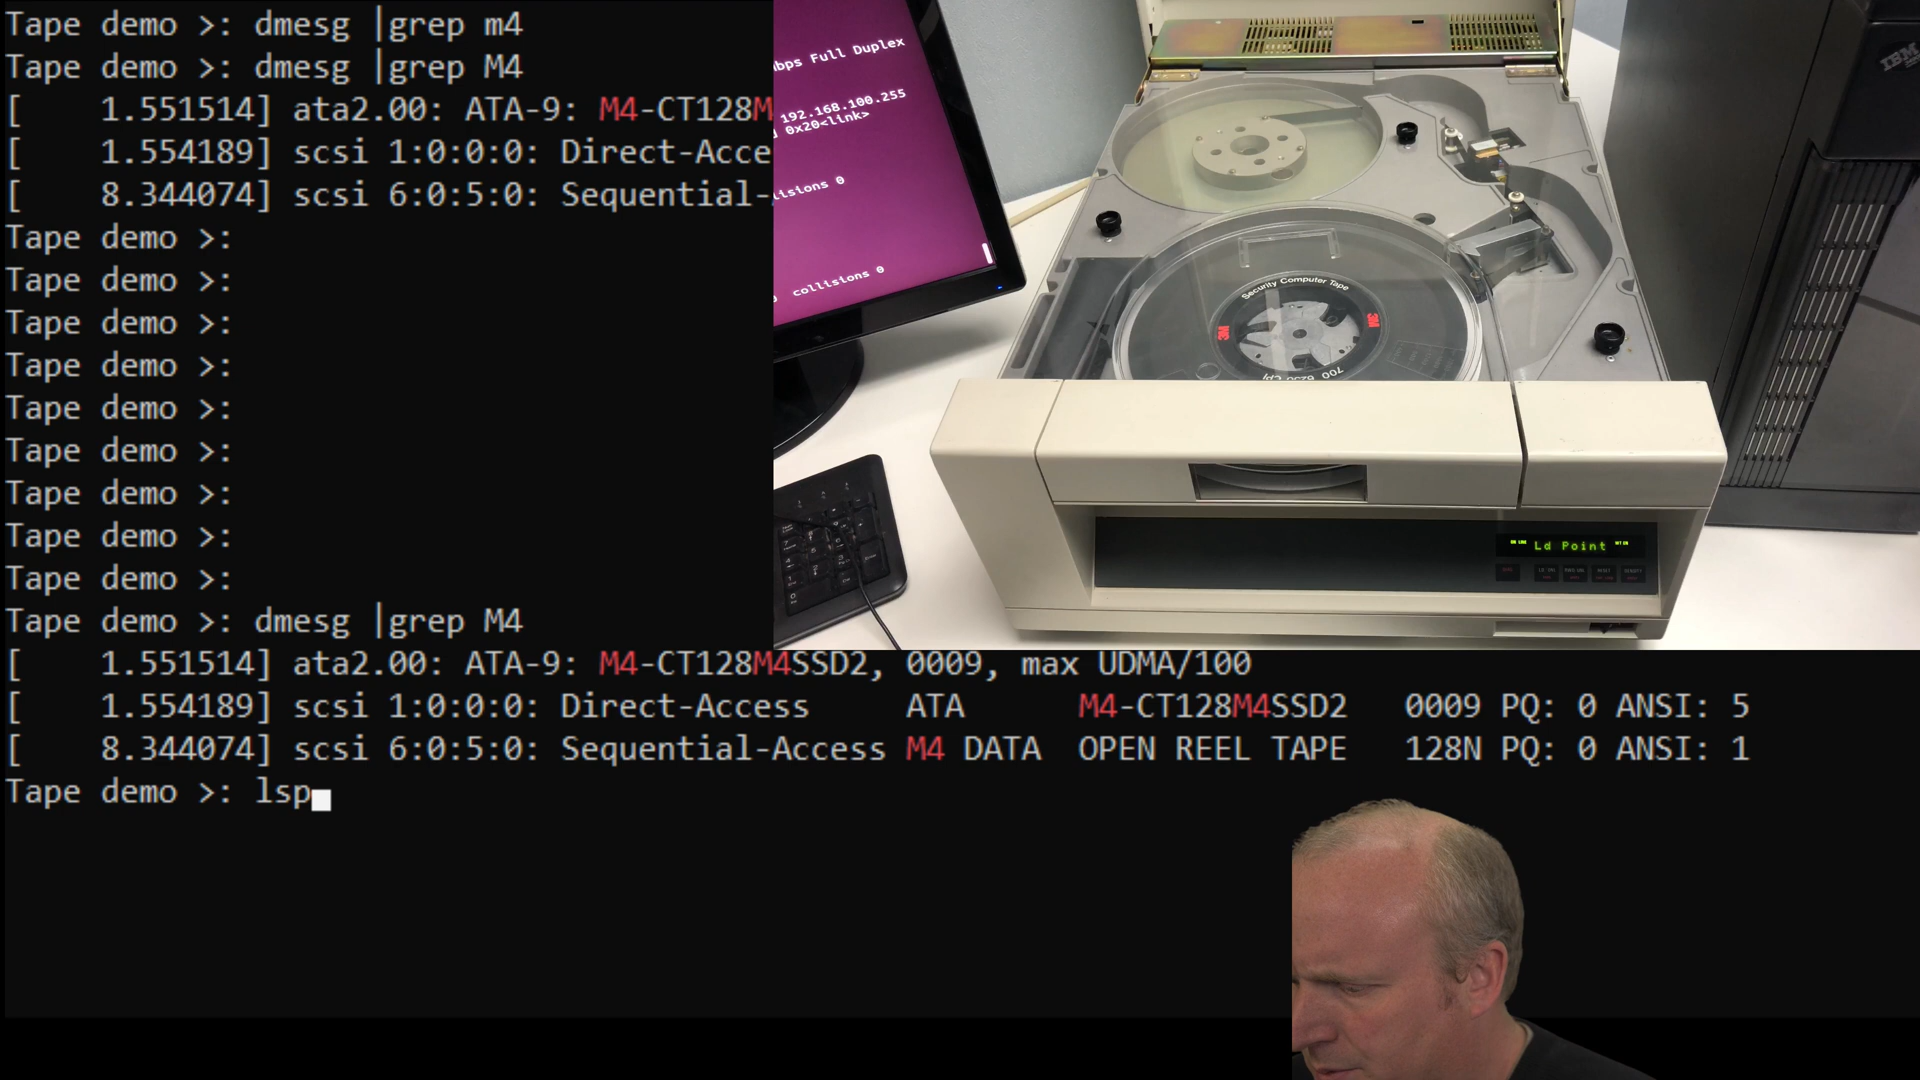 Tape demo >: dmesg |grep m4
Tape demo >: dmesg |grep M4
[     1.551514] ata2.00: ATA-9: M4-CT128M
[     1.554189] scsi 1:0:0:0: Direct-Acce
[     8.344074] scsi 6:0:5:0: Sequential-
Tape demo >:
Tape demo >:
Tape demo >:
Tape demo >:
Tape demo >:
Tape demo >:
Tape demo >:
Tape demo >:
Tape demo >:
Tape demo >: dmesg |grep M4
[     1.551514] ata2.00: ATA-9: M4-CT128M4SSD2, 0009, max UDMA/100
[     1.554189] scsi 1:0:0:0: Direct-Access     ATA      M4-CT128M4SSD2   0009 PQ: 0 ANSI: 5
[     8.344074] scsi 6:0:5:0: Sequential-Access M4 DATA  OPEN REEL TAPE   128N PQ: 0 ANSI: 1
Tape demo >: lsp
bps Full Duplex
192.168.100.255
0x20<link>
lisions 0
collisions 0
IBM
Security Computer Tape
3M
3M
700 6250 CPI
Ld Point